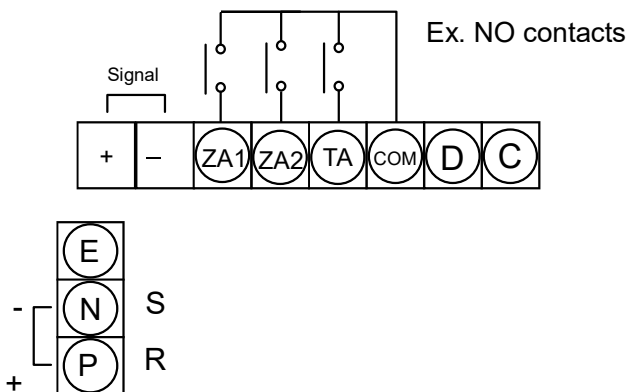 Ex. NO contacts
Signal
+ – ZA1 ZA2 TA COM D C
E
- N S
P R
+